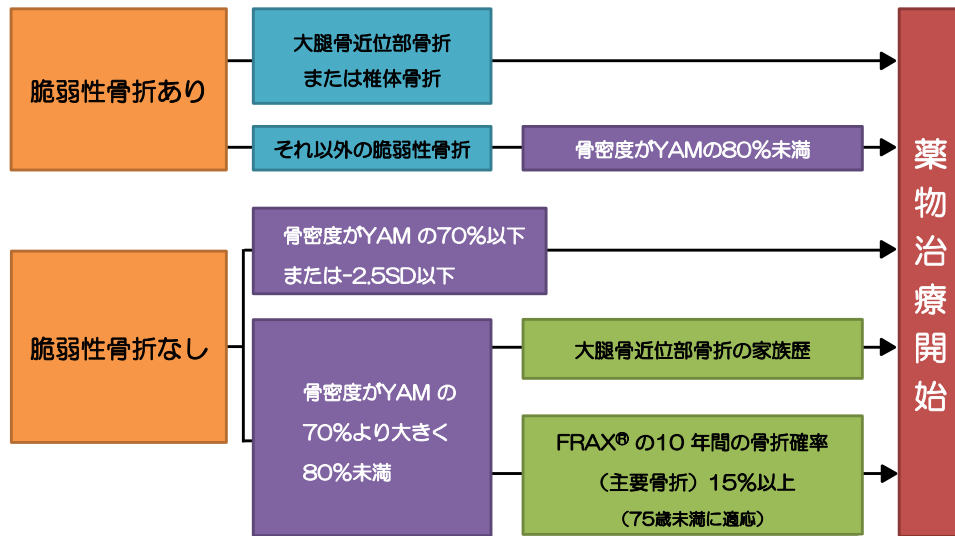 脆弱性骨折あり
大腿骨近位部骨折
または椎体骨折
それ以外の脆弱性骨折
骨密度がYAMの80%未満
脆弱性骨折なし
骨密度がYAM の70%以下
または-2.5SD以下
骨密度がYAM の
70%より大きく
80%未満
大腿骨近位部骨折の家族歴
FRAX® の10 年間の骨折確率
（主要骨折）15%以上
（75歳未満に適応）
薬物治療開始